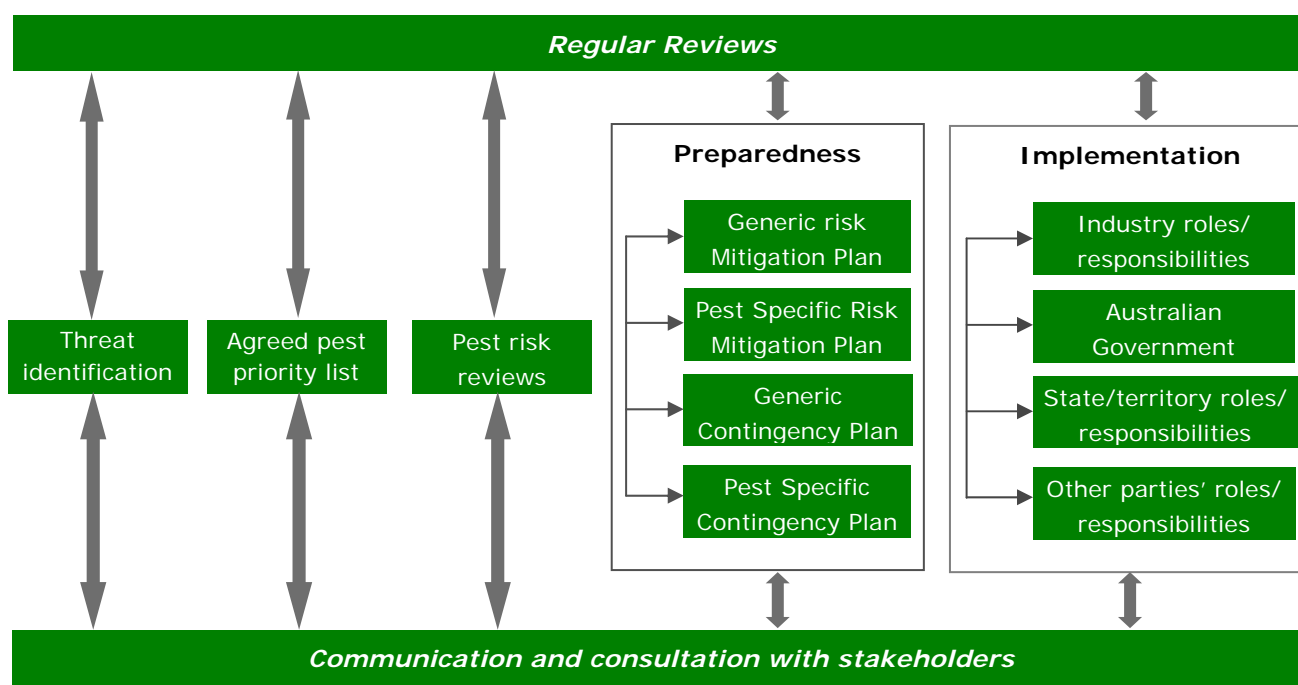 Regular Reviews
Threat
identification
Agreed pest
priority list
Pest risk
reviews
Preparedness
Generic risk
Mitigation Plan
Pest Specific Risk
Mitigation Plan
Generic
Contingency Plan
Pest Specific
Contingency Plan
Implementation
Industry roles/
responsibilities
Australian
Government
State/territory roles/
responsibilities
Other parties’ roles/
responsibilities
Communication and consultation with stakeholders